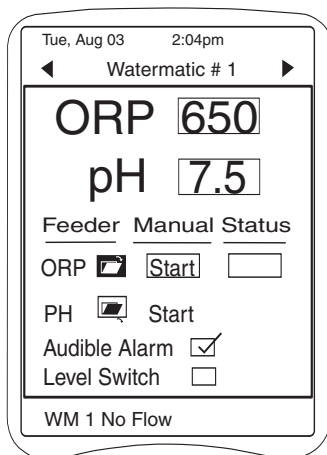 Tue, Aug 03 2:04pm
Watermatic # 1
ORP 650
pH 7.5
Feeder Manual Status
ORP Start
PH Start
Audible Alarm
Level Switch
WM 1 No Flow